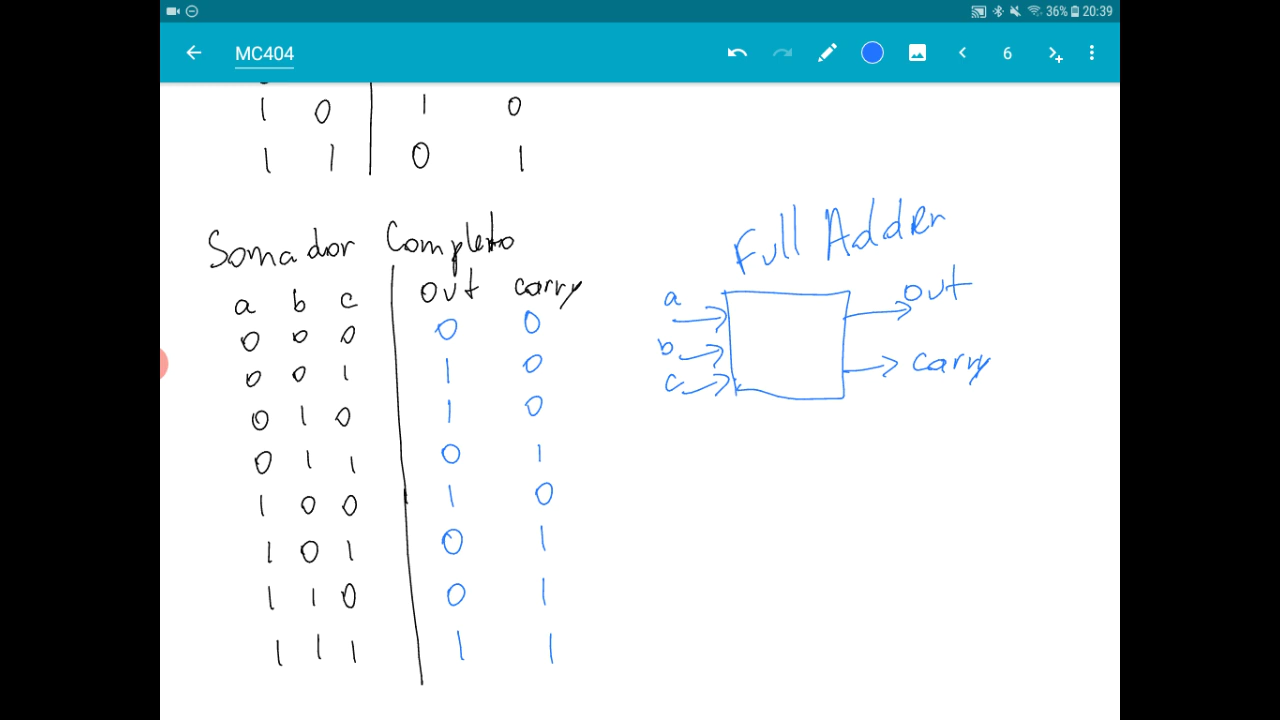 36% 20:39
MC404
6
1 0 1 0
1 1 0 1
Somador Completo
a b c out carry
0 0 0 0 0
0 0 1 1 0
0 1 0 1 0
0 1 1 0 1
1 0 0 1 0
1 0 1 0 1
1 1 0 0 1
1 1 1 1 1
Full Adder
a
out
b
carry
c